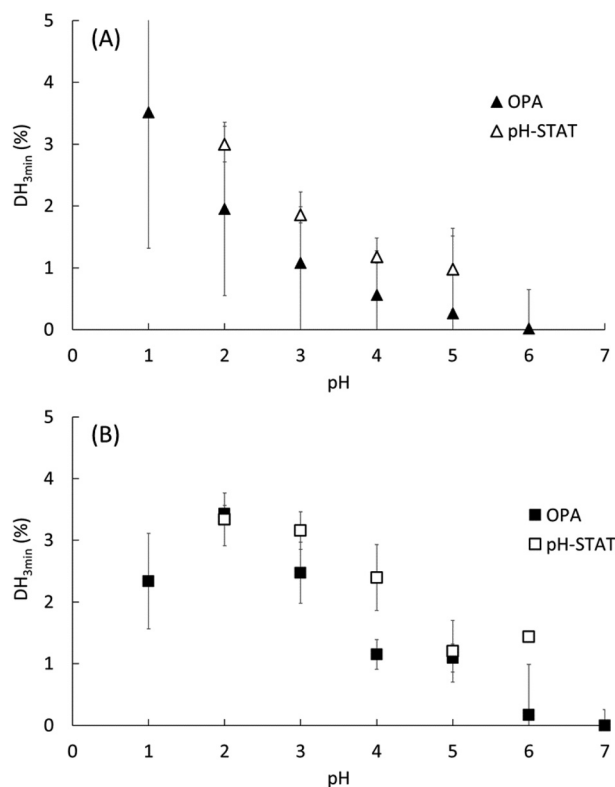 (A)
5
4
3
2
1
0
DH3min (%)
OPA
pH-STAT
0 1 2 3 4 5 6 7
pH
(B)
5
4
3
2
1
0
DH3min (%)
OPA
pH-STAT
0 1 2 3 4 5 6 7
pH